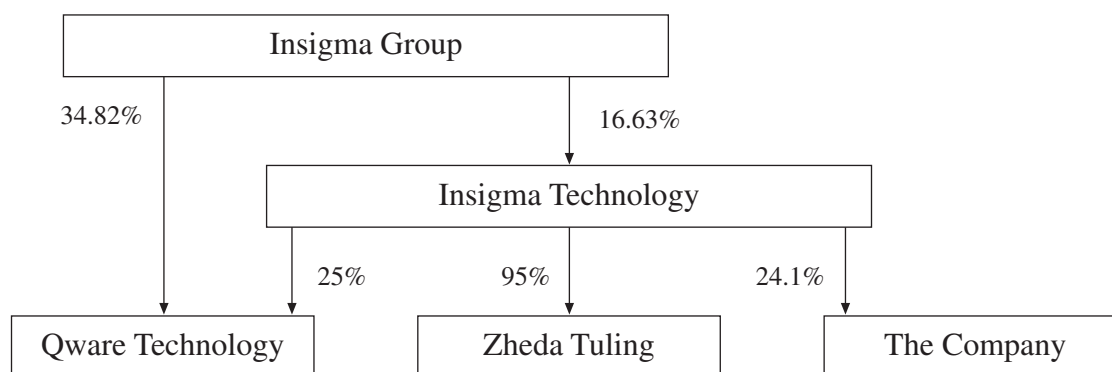 Insigma Group
34.82%
16.63%
Insigma Technology
25%
95%
24.1%
Qware Technology
Zheda Tuling
The Company